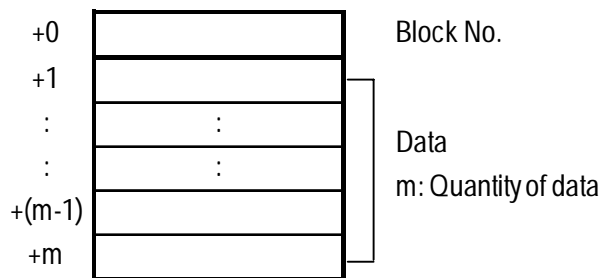 +0 Block No.
+1
: :
Data
: :
m: Quantity of data
+(m-1)
+m